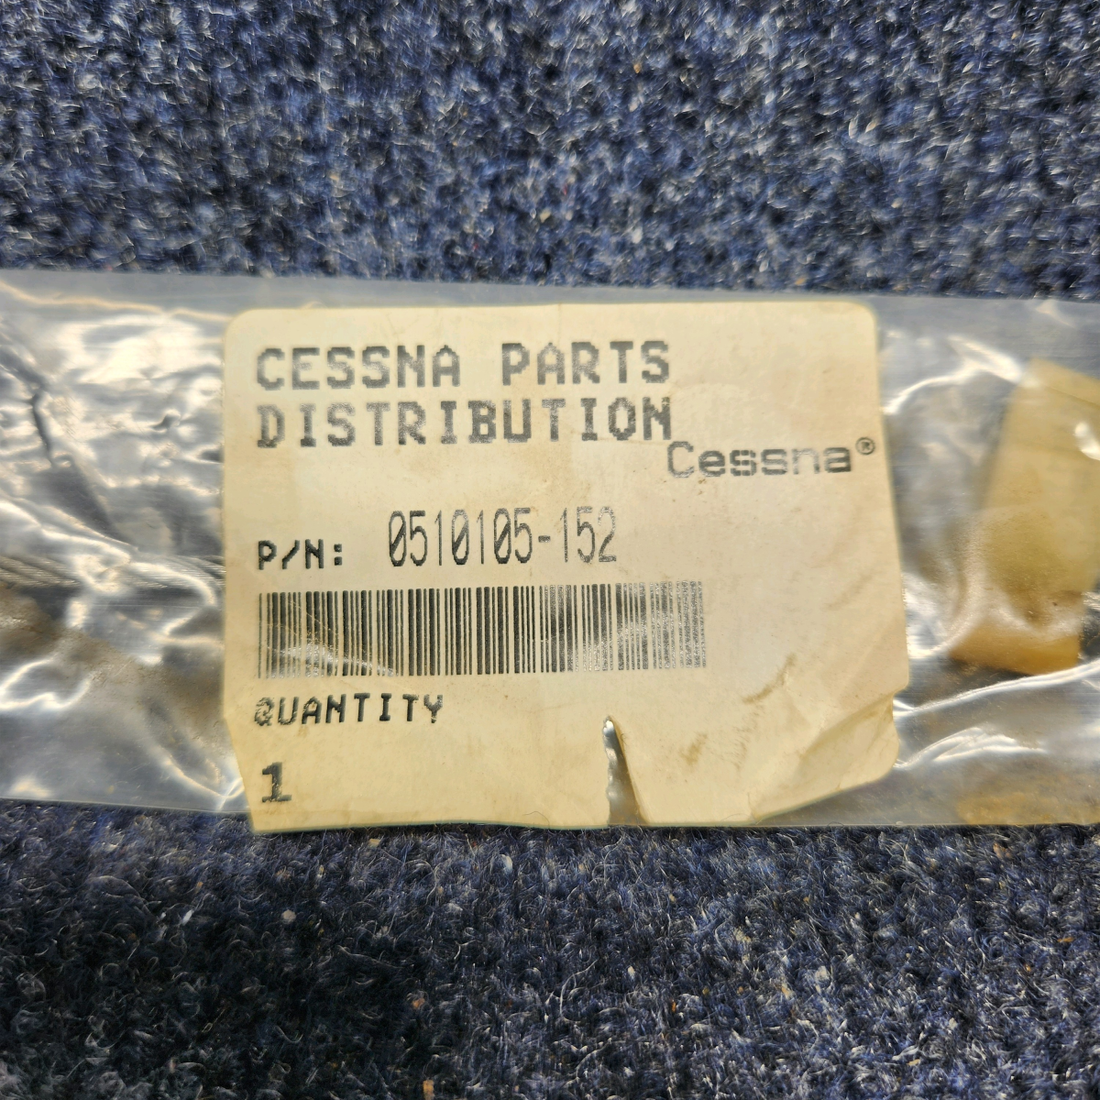 CESSNA PARTS
DISTRIBUTION
Cessna®
P/N: 0510105-152
QUANTITY
1